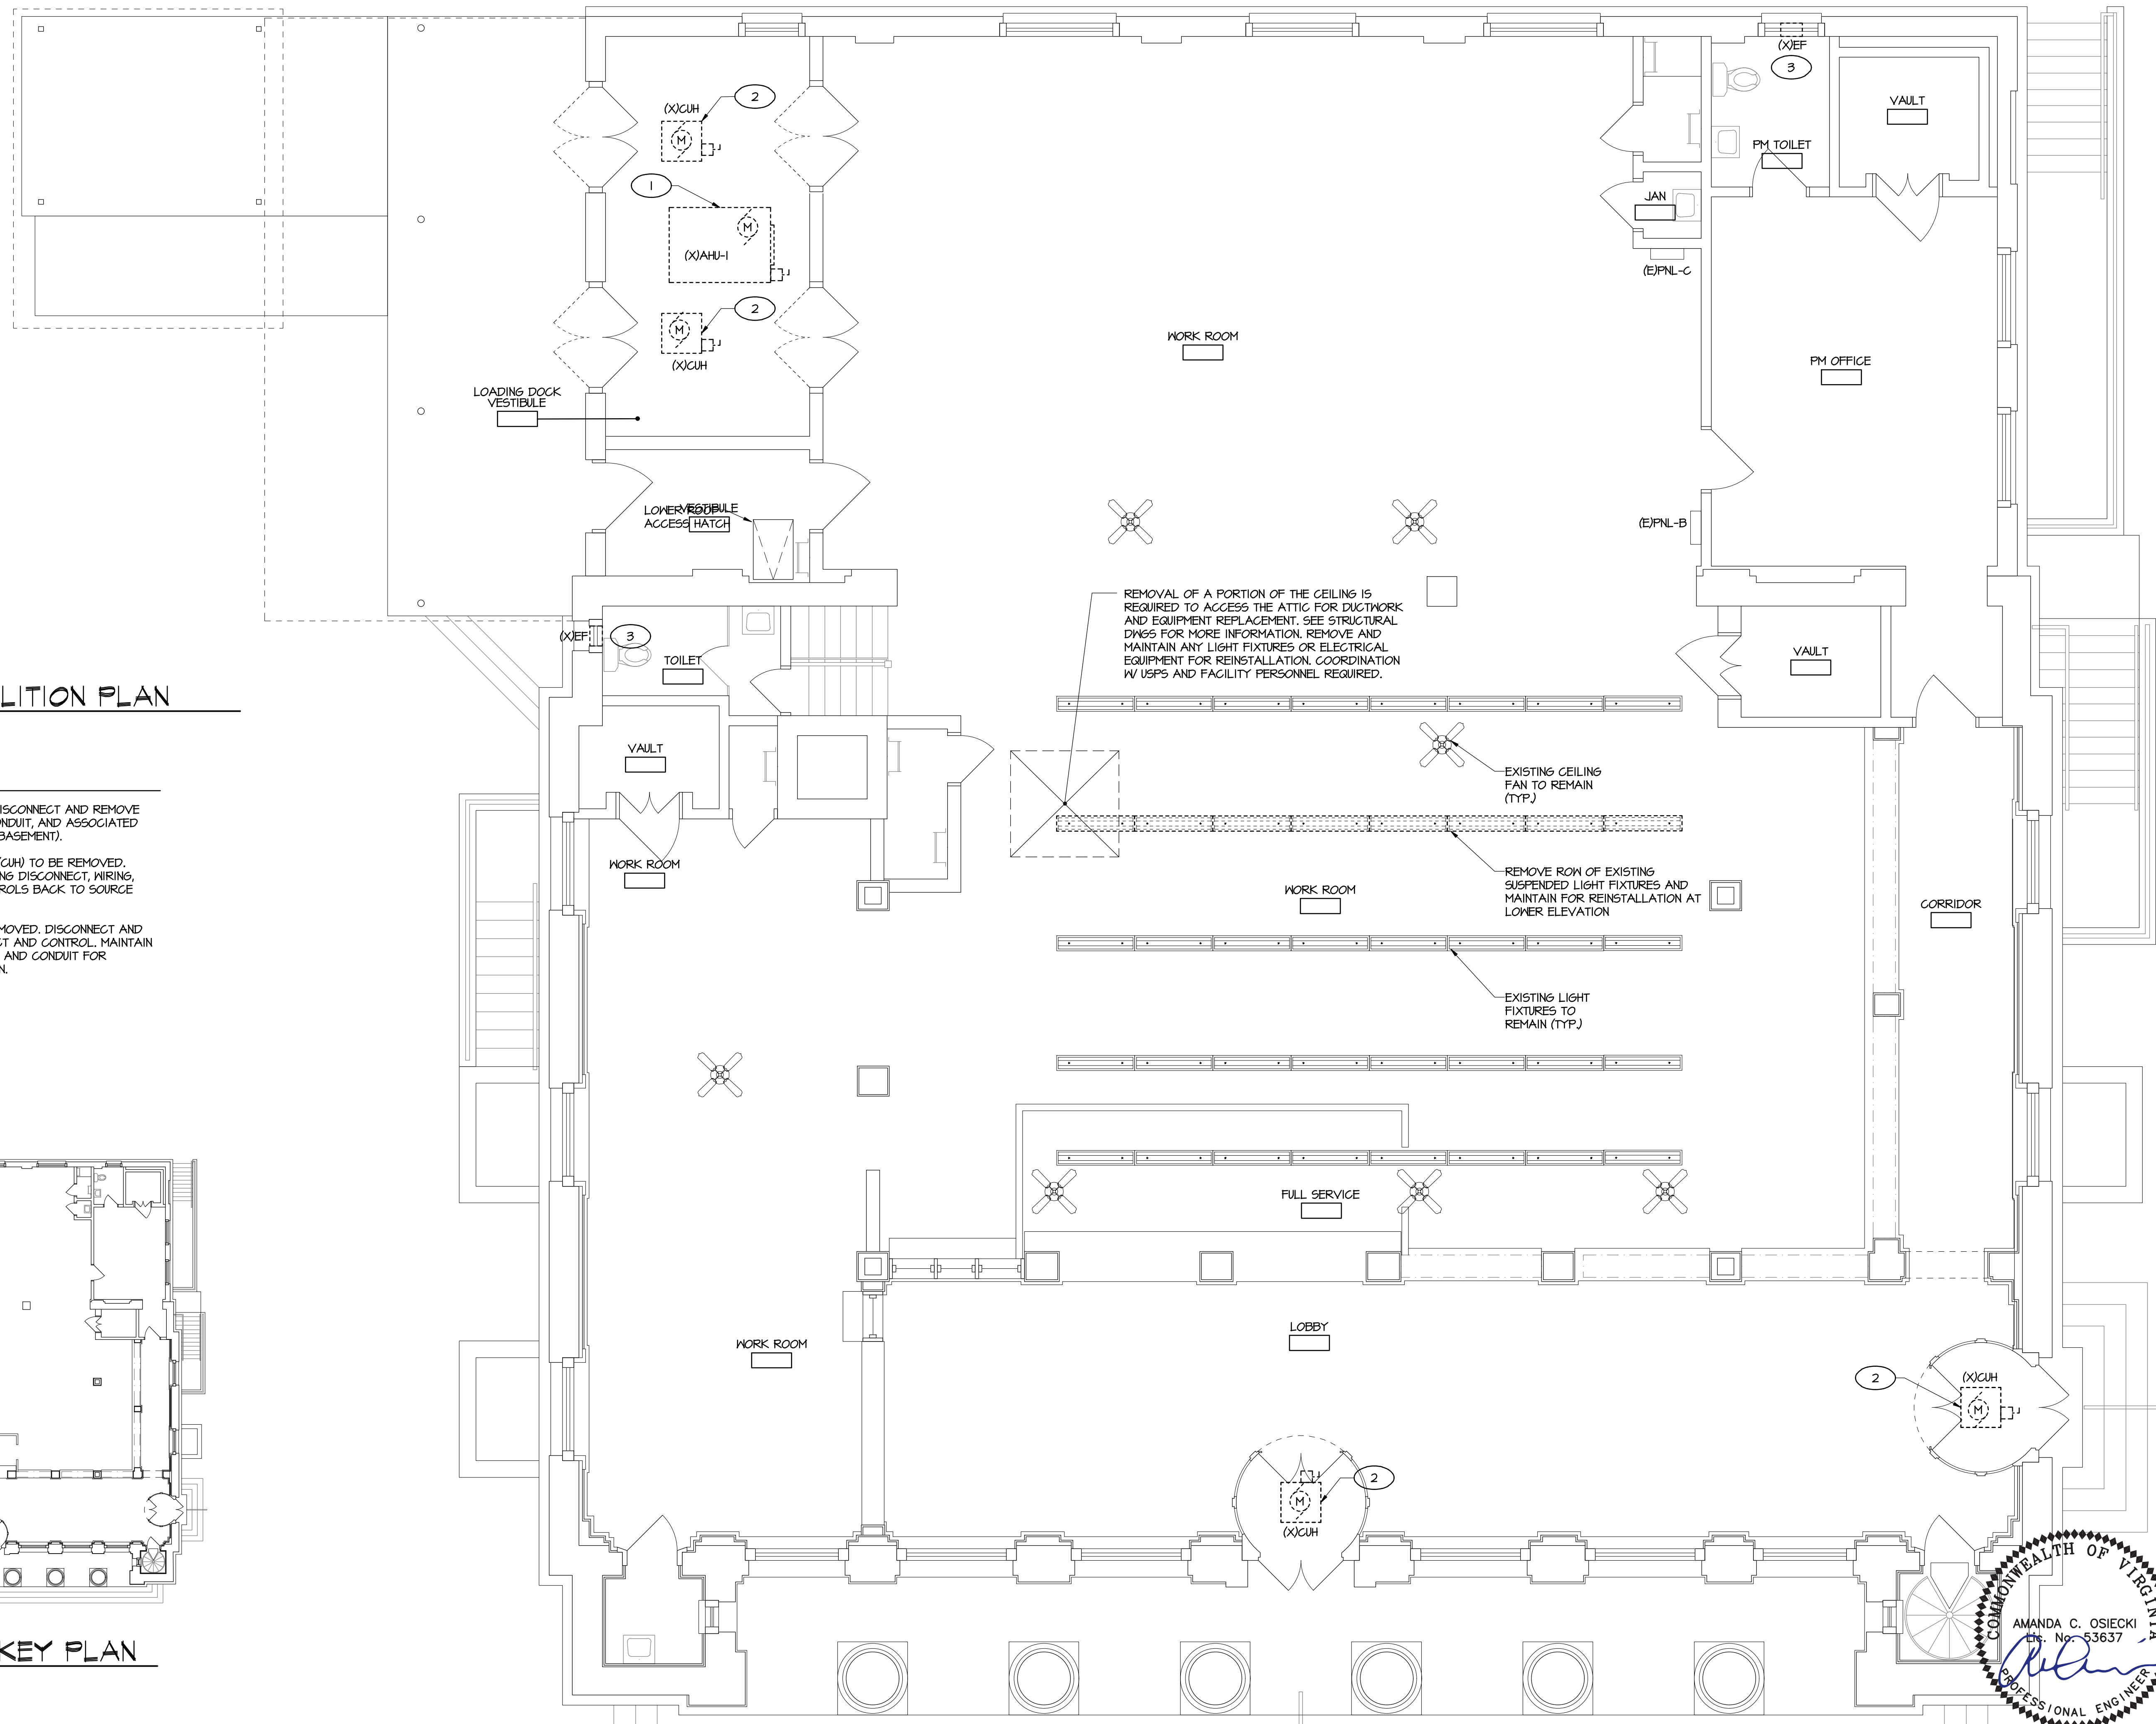 (X)EF
3
(X)CUH
2
VAULT
PM TOILET
1
JAN
M
M
(X)AHU-1
(E)PNL-C
2
M
WORK ROOM
(X)CUH
PM OFFICE
LOADING DOCK
VESTIBULE
VESTIBULE
LOWER ROOF
ACCESS HATCH
(E)PNL-B
REMOVAL OF A PORTION OF THE CEILING IS
REQUIRED TO ACCESS THE ATTIC FOR DUCTWORK
AND EQUIPMENT REPLACEMENT. SEE STRUCTURAL
DWGS FOR MORE INFORMATION. REMOVE AND
MAINTAIN ANY LIGHT FIXTURES OR ELECTRICAL
EQUIPMENT FOR REINSTALLATION. COORDINATION
W/ USPS AND FACILITY PERSONNEL REQUIRED.
(X)EF
3
TOILET
VAULT
LITION PLAN
VAULT
EXISTING CEILING
FAN TO REMAIN
(TYP.)
ISCONNECT AND REMOVE
ONDUIT, AND ASSOCIATED
BASEMENT).
(CUH) TO BE REMOVED.
NG DISCONNECT, WIRING,
ROLS BACK TO SOURCE
MOVED. DISCONNECT AND
CT AND CONTROL. MAINTAIN
AND CONDUIT FOR
N.
WORK ROOM
REMOVE ROW OF EXISTING
SUSPENDED LIGHT FIXTURES AND
MAINTAIN FOR REINSTALLATION AT
LOWER ELEVATION
WORK ROOM
CORRIDOR
EXISTING LIGHT
FIXTURES TO
REMAIN (TYP.)
FULL SERVICE
LOBBY
WORK ROOM
2
(X)CUH
M
2
M
(X)CUH
KEY PLAN
COMMONWEALTH OF VIRGINIA
AMANDA C. OSIECKI
Lic. No. 53637
PROFESSIONAL ENGINEER